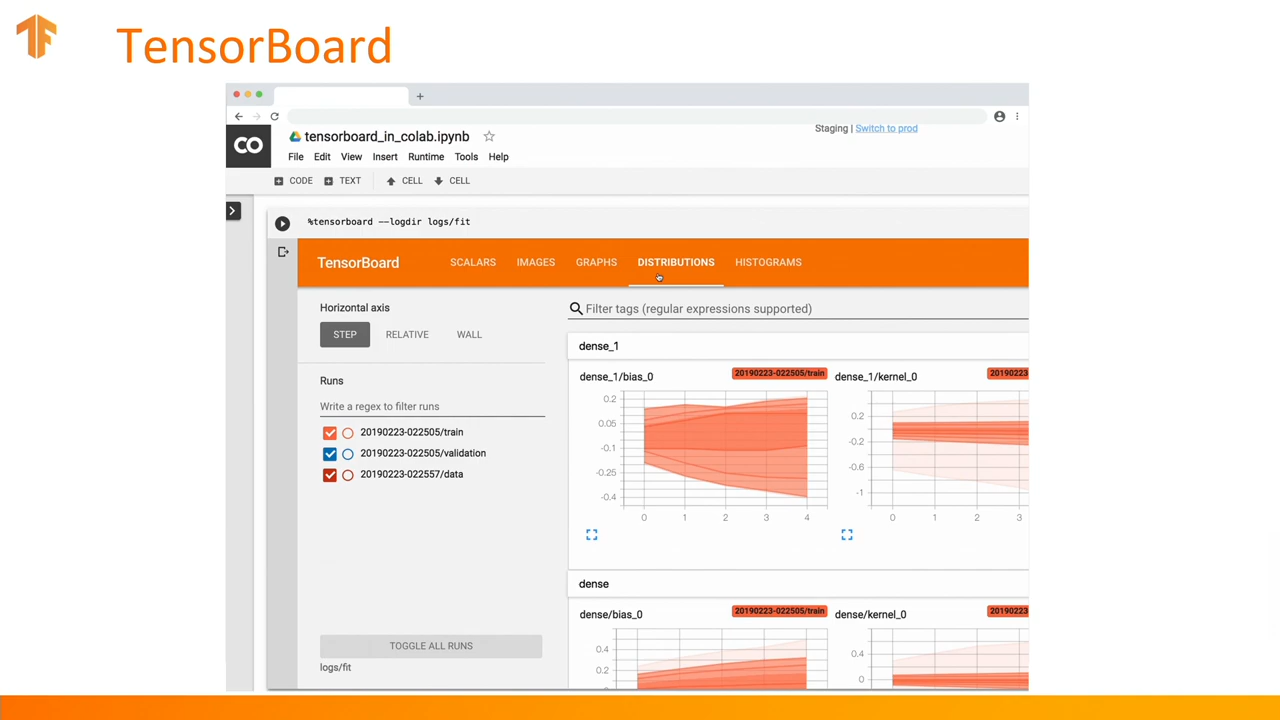 TensorBoard
tensorboard_in_colab.ipynb
Staging | Switch to prod
CO
File Edit View Insert Runtime Tools Help
CODE TEXT CELL CELL
%tensorboard --logdir logs/fit
TensorBoard SCALARS IMAGES GRAPHS DISTRIBUTIONS HISTOGRAMS
Horizontal axis
STEP RELATIVE WALL
Runs
Write a regex to filter runs
20190223-022505/train
20190223-022505/validation
20190223-022557/data
TOGGLE ALL RUNS
logs/fit
Filter tags (regular expressions supported)
dense_1
dense_1/bias_0 20190223-022505/train
0.2
0.05
-0.1
-0.25
-0.4
0 1 2 3 4
dense_1/kernel_0 20190223
0.2
-0.2
-0.6
-1
0 1 2 3
dense
dense/bias_0 20190223-022505/train
0.4
0.2
dense/kernel_0 20190223
0.4
0